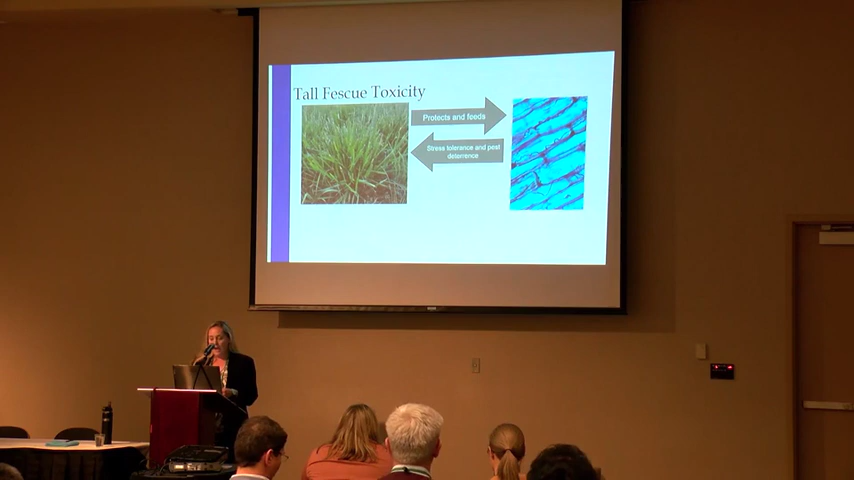 Tall Fescue Toxicity
Protects and feeds
Stress tolerance and pest
deterrence